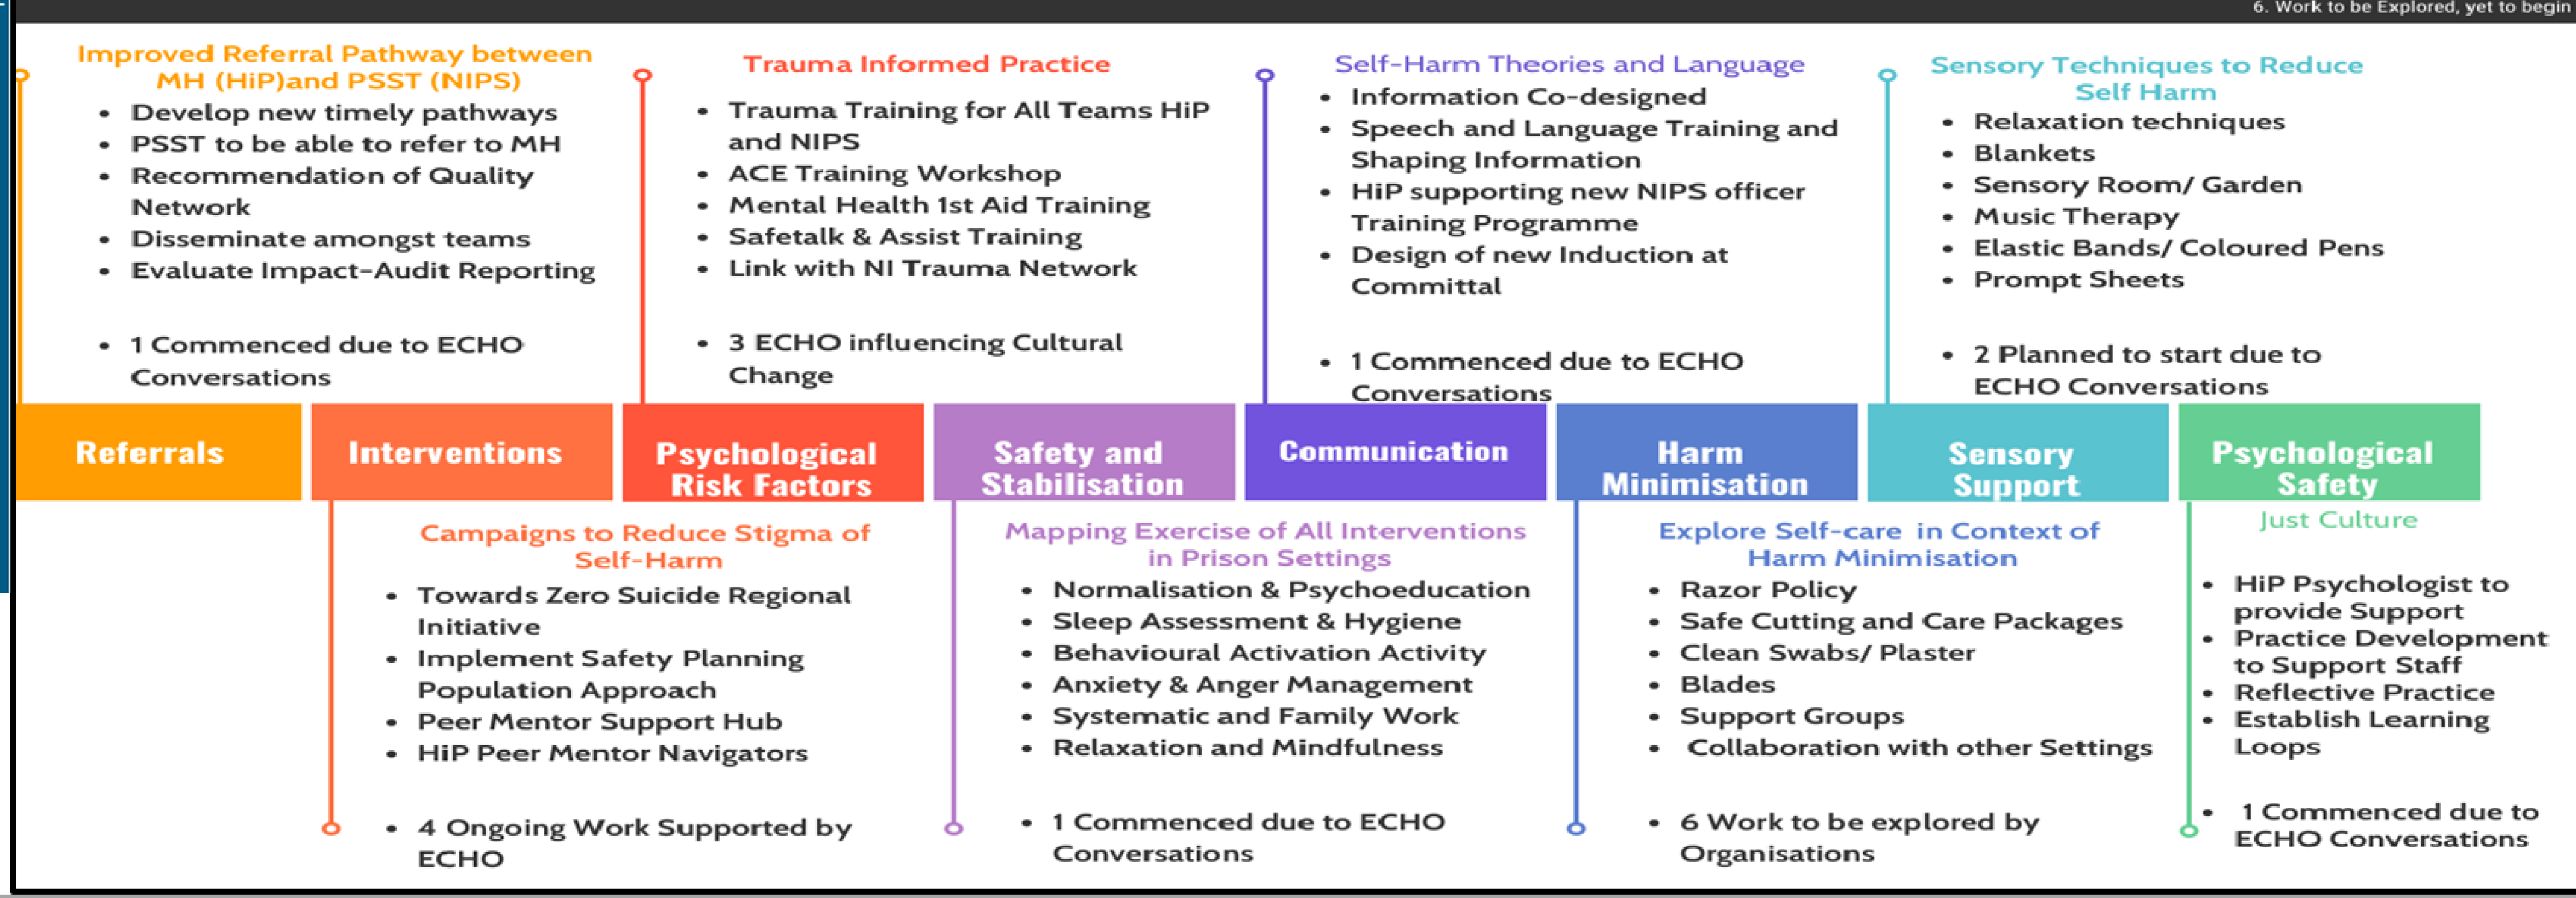 6. Work to be Explored, yet to begin
Improved Referral Pathway between
MH (HiP)and PSST (NIPS)
• Develop new timely pathways
• PSST to be able to refer to MH
• Recommendation of Quality
Network
• Disseminate amongst teams
• Evaluate Impact-Audit Reporting
• 1 Commenced due to ECHO
Conversations
Trauma Informed Practice
• Trauma Training for All Teams HiP
and NIPS
• ACE Training Workshop
• Mental Health 1st Aid Training
• Safetalk & Assist Training
• Link with NI Trauma Network
• 3 ECHO influencing Cultural
Change
Self-Harm Theories and Language
• Information Co-designed
• Speech and Language Training and
Shaping Information
• HiP supporting new NIPS officer
Training Programme
• Design of new Induction at
Committal
• 1 Commenced due to ECHO
Conversations
Sensory Techniques to Reduce
Self Harm
• Relaxation techniques
• Blankets
• Sensory Room/ Garden
• Music Therapy
• Elastic Bands/ Coloured Pens
• Prompt Sheets
• 2 Planned to start due to
ECHO Conversations
Referrals
Interventions
Psychological
Risk Factors
Safety and
Stabilisation
Communication
Harm
Minimisation
Sensory
Support
Psychological
Safety
Campaigns to Reduce Stigma of
Self-Harm
• Towards Zero Suicide Regional
Initiative
• Implement Safety Planning
Population Approach
• Peer Mentor Support Hub
• HiP Peer Mentor Navigators
• 4 Ongoing Work Supported by
ECHO
Mapping Exercise of All Interventions
in Prison Settings
• Normalisation & Psychoeducation
• Sleep Assessment & Hygiene
• Behavioural Activation Activity
• Anxiety & Anger Management
• Systematic and Family Work
• Relaxation and Mindfulness
• 1 Commenced due to ECHO
Conversations
Explore Self-care in Context of
Harm Minimisation
• Razor Policy
• Safe Cutting and Care Packages
• Clean Swabs/ Plaster
• Blades
• Support Groups
• Collaboration with other Settings
• 6 Work to be explored by
Organisations
Just Culture
• HiP Psychologist to
provide Support
• Practice Development
to Support Staff
• Reflective Practice
• Establish Learning
Loops
• 1 Commenced due to
ECHO Conversations